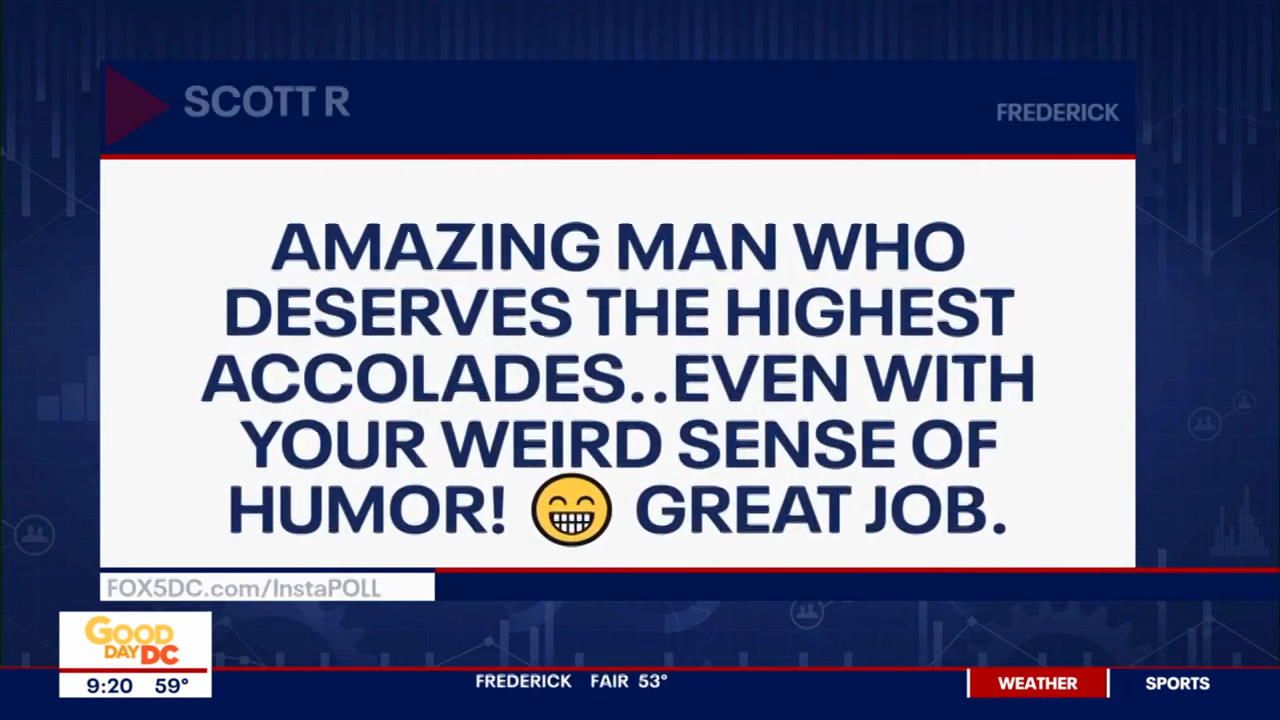 SCOTT R
FREDERICK
AMAZING MAN WHO
DESERVES THE HIGHEST
ACCOLADES..EVEN WITH
YOUR WEIRD SENSE OF
HUMOR! 😁 GREAT JOB.
FOX5DC.com/InstaPOLL
GOOD
DAY DC
9:20 59°
FREDERICK FAIR 53°
WEATHER
SPORTS